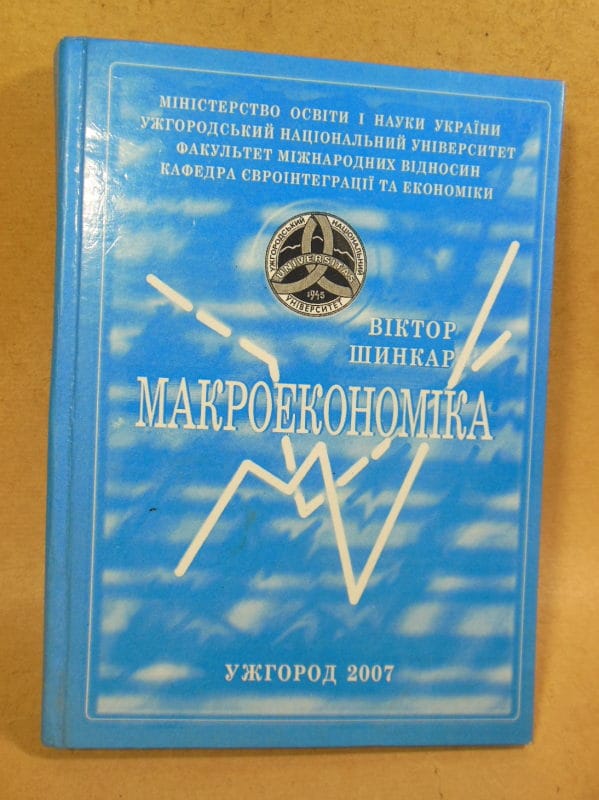 МІНІСТЕРСТВО ОСВІТИ І НАУКИ УКРАЇНИ
УЖГОРОДСЬКИЙ НАЦІОНАЛЬНИЙ УНІВЕРСИТЕТ
ФАКУЛЬТЕТ МІЖНАРОДНИХ ВІДНОСИН
КАФЕДРА ЄВРОІНТЕГРАЦІЇ ТА ЕКОНОМІКИ
УЖГОРОДСЬКИЙ НАЦІОНАЛЬНИЙ
UNIVERSITAS
1945
УНІВЕРСИТЕТ
ВІКТОР
ШИНКАР
МАКРОЕКОНОМІКА
УЖГОРОД 2007